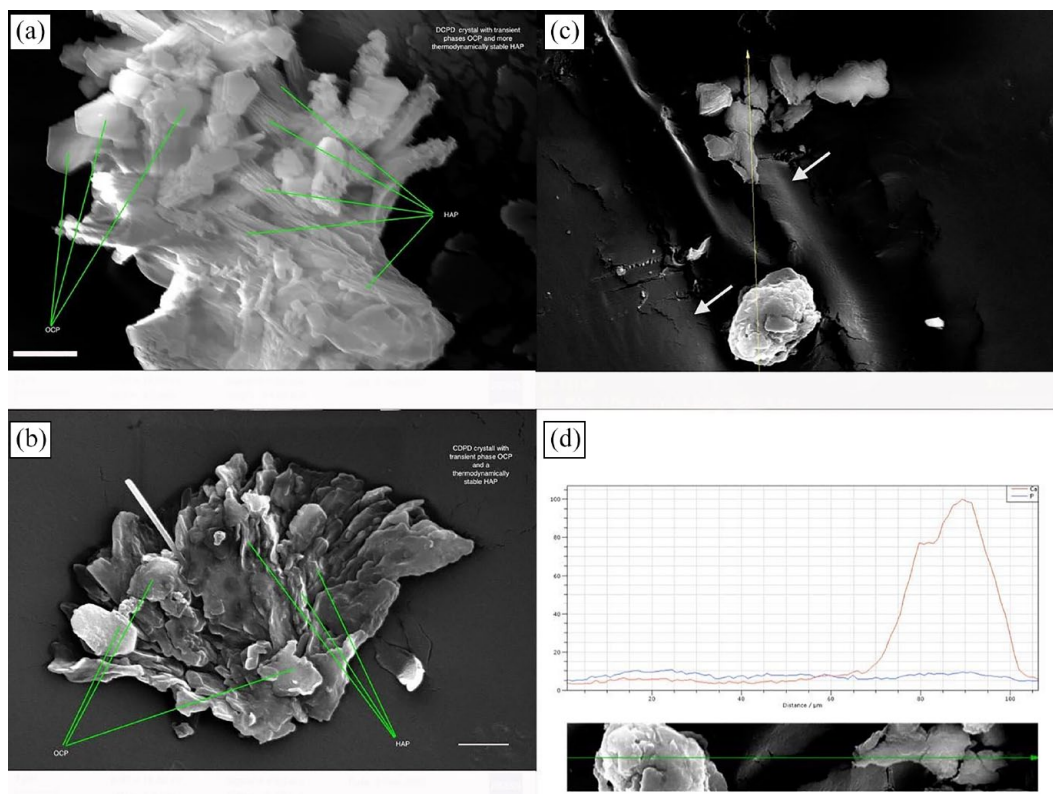 (a)
DCPD crystal with transient
phases OCP and more
thermodynamically stable HAP
HAP
OCP
(c)
(b)
CDPD crystall with
transient phase OCP
and a
thermodynamically
stable HAP
OCP
HAP
(d)
Ca
P
100
80
60
40
20
0
20
40
60
80
100
Distance / µm